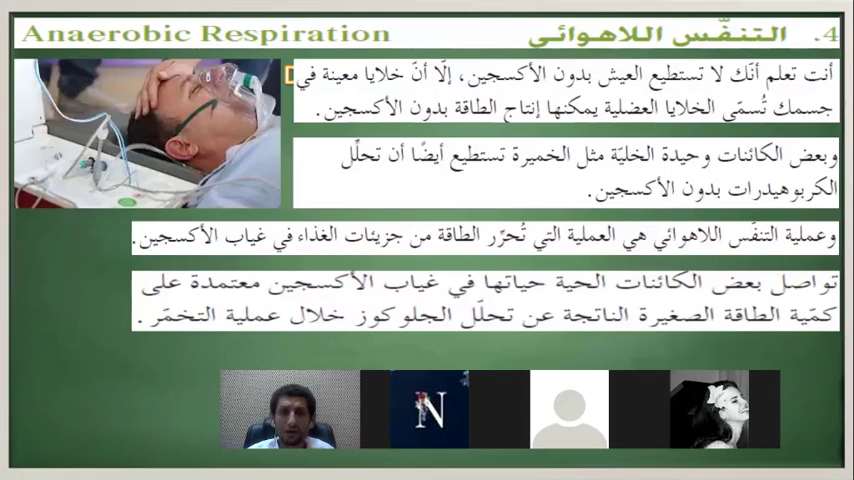 4. التنفّس اللاهوائي Anaerobic Respiration
أنت تعلم أنّك لا تستطيع العيش بدون الأكسجين، إلّا أنّ خلايا معينة في
جسمك تُسمّى الخلايا العضلية يمكنها إنتاج الطاقة بدون الأكسجين.
وبعض الكائنات وحيدة الخليّة مثل الخميرة تستطيع أيضًا أن تحلّل
الكربوهيدرات بدون الأكسجين.
وعملية التنفّس اللاهوائي هي العملية التي تُحرّر الطاقة من جزيئات الغذاء في غياب الأكسجين.
تواصل بعض الكائنات الحية حياتها في غياب الأكسجين معتمدة على
كمّية الطاقة الصغيرة الناتجة عن تحلّل الجلوكوز خلال عملية التخمّر.
N